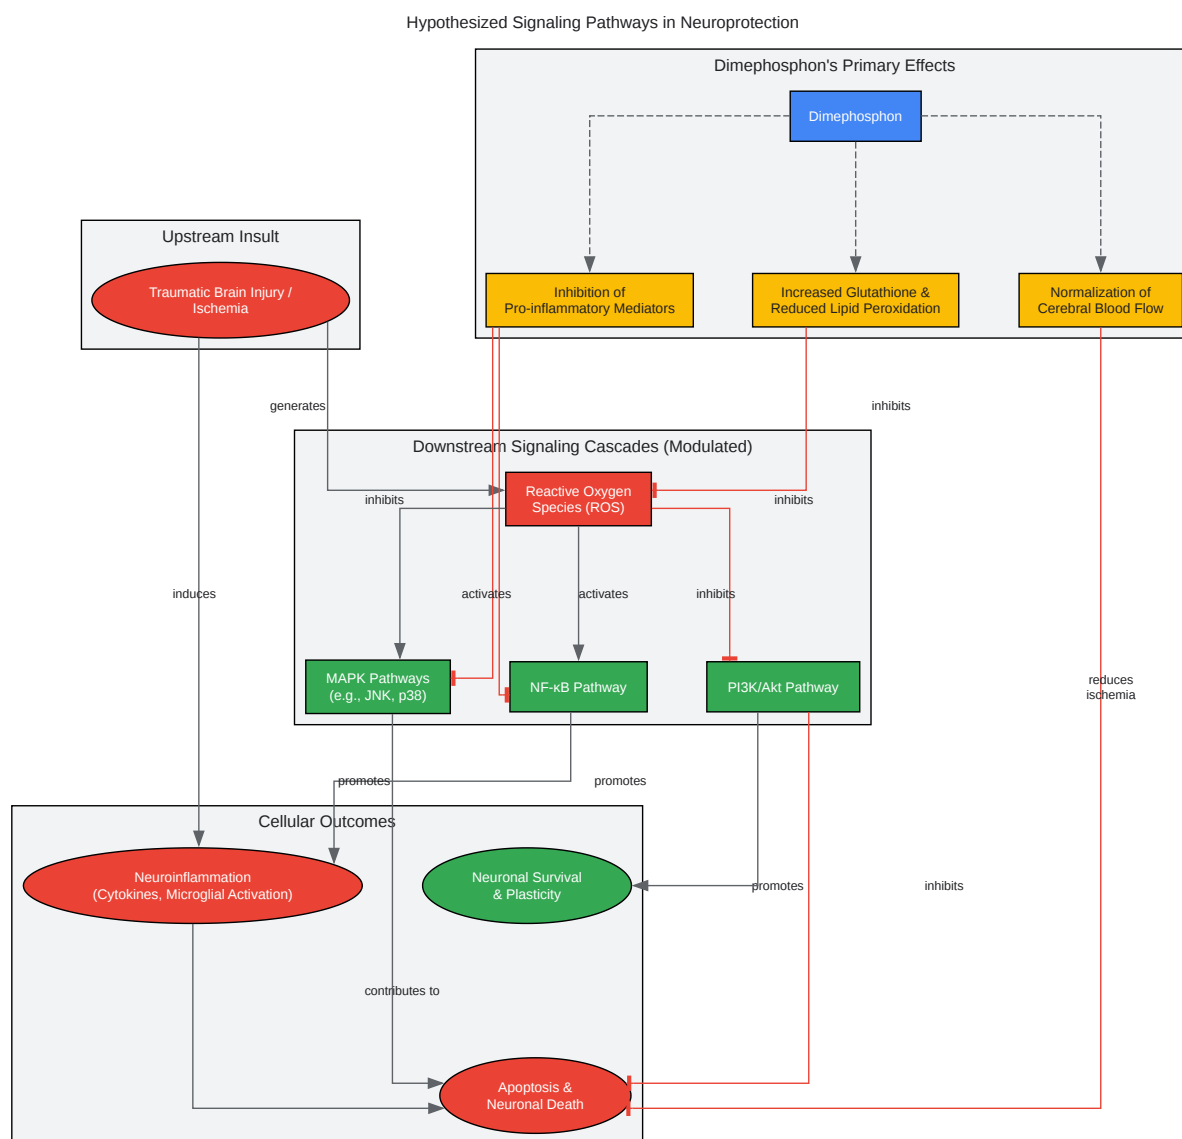 Hypothesized Signaling Pathways in Neuroprotection
Dimephosphon's Primary Effects
Dimephosphon
Upstream Insult
Traumatic Brain Injury /
Ischemia
Inhibition of
Pro-inflammatory Mediators
Increased Glutathione &
Reduced Lipid Peroxidation
Normalization of
Cerebral Blood Flow
generates
inhibits
Downstream Signaling Cascades (Modulated)
Reactive Oxygen
Species (ROS)
inhibits
inhibits
induces
activates
activates
inhibits
MAPK Pathways
(e.g., JNK, p38)
NF-κB Pathway
PI3K/Akt Pathway
reduces
ischemia
promotes
promotes
Cellular Outcomes
Neuroinflammation
(Cytokines, Microglial Activation)
Neuronal Survival
& Plasticity
promotes
inhibits
contributes to
Apoptosis &
Neuronal Death